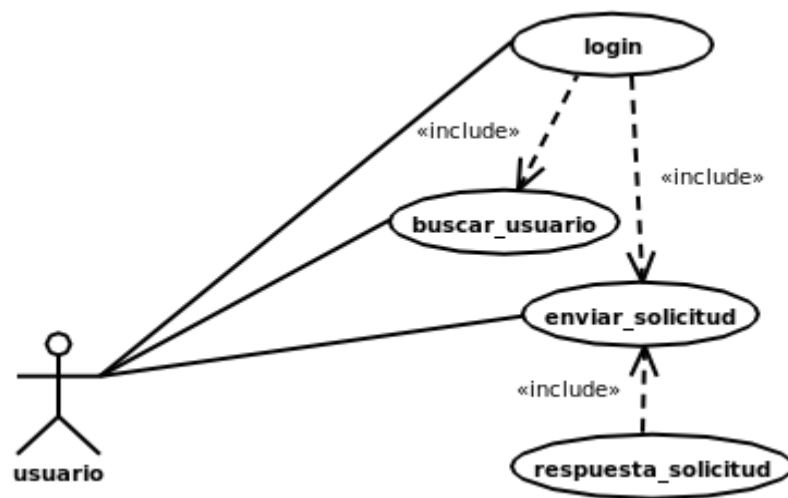 login
«include»
«include»
buscar_usuario
enviar_solicitud
«include»
respuesta_solicitud
usuario